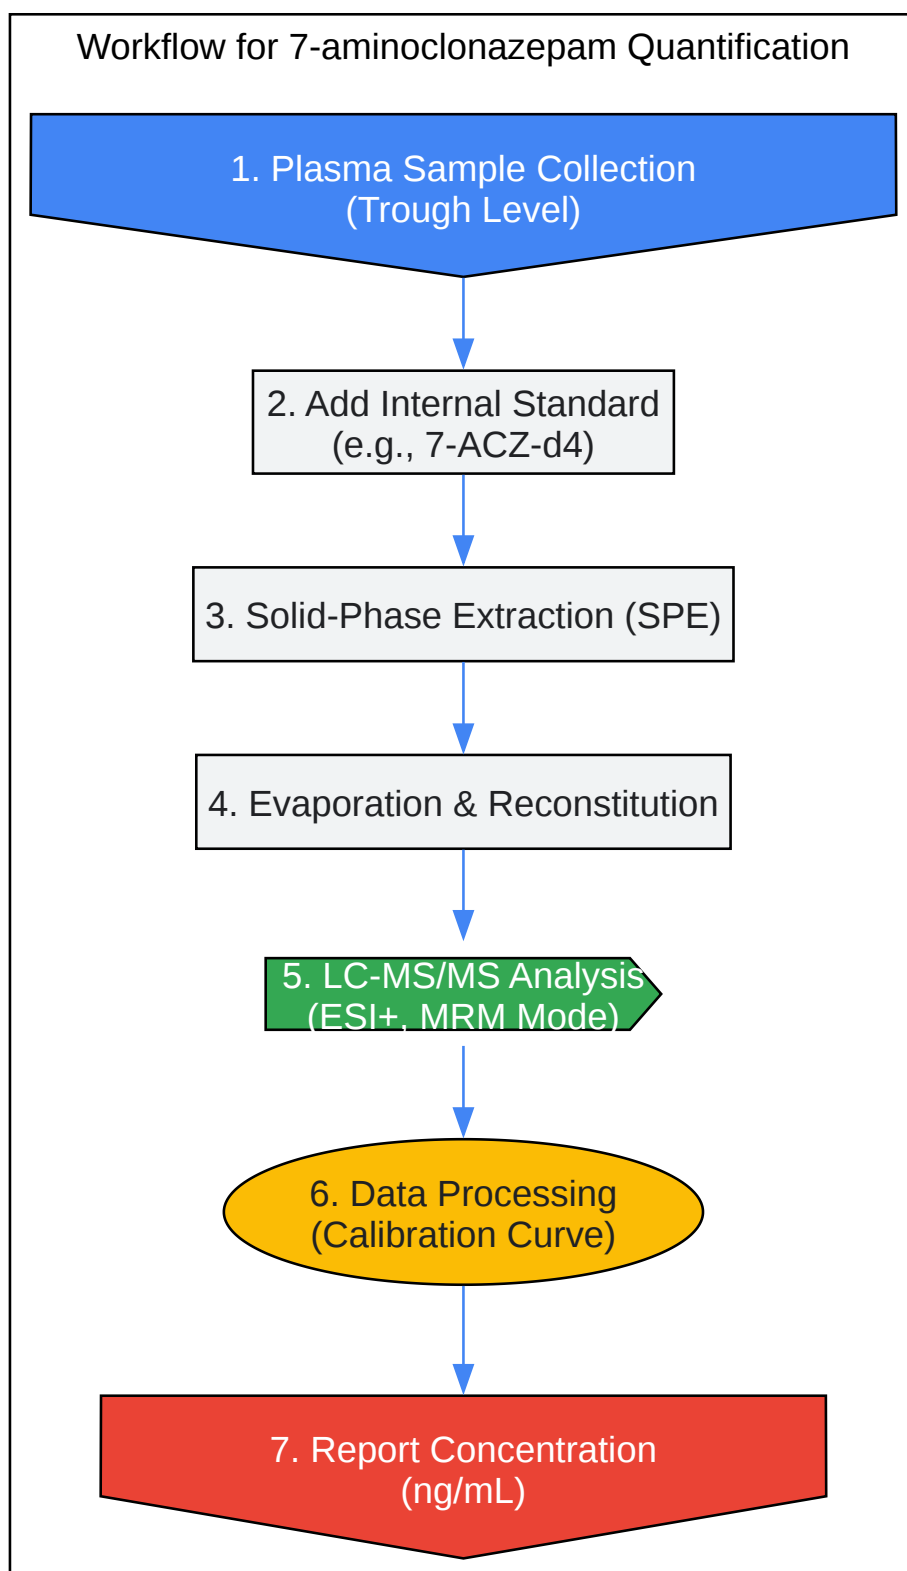 Workflow for 7-aminoclonazepam Quantification
1. Plasma Sample Collection
(Trough Level)
2. Add Internal Standard
(e.g., 7-ACZ-d4)
3. Solid-Phase Extraction (SPE)
4. Evaporation & Reconstitution
5. LC-MS/MS Analysis
(ESI+, MRM Mode)
6. Data Processing
(Calibration Curve)
7. Report Concentration
(ng/mL)